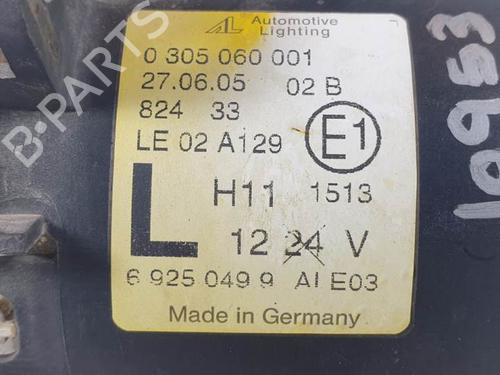 AL Automotive
Lighting
0 305 060 001
27.06.05 02 B
824 33
LE 02 A129 E1
L
H11 1513
12 24 V
6 925 049 9 AI E03
Made in Germany
10953
B-PARTS